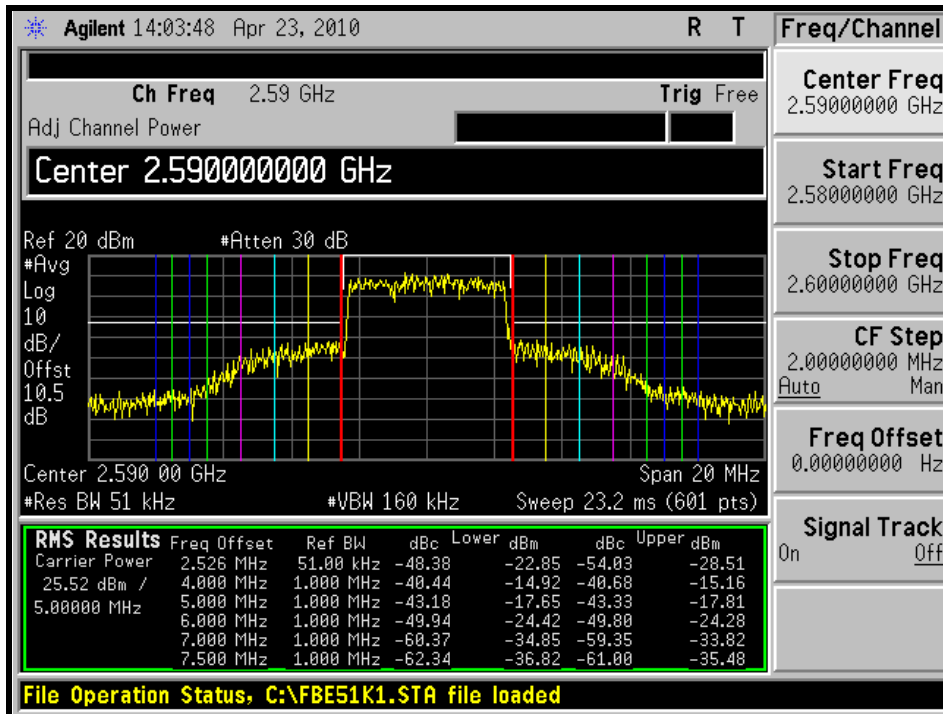 Agilent 14:03:48 Apr 23, 2010 R T
Freq/Channel
Ch Freq 2.59 GHz Trig Free
Adj Channel Power
Center 2.590000000 GHz
Ref 20 dBm #Atten 30 dB
#Avg
Log
10
dB/
Offst
10.5
dB
Center 2.590 00 GHz Span 20 MHz
#Res BW 51 kHz #VBW 160 kHz Sweep 23.2 ms (601 pts)
RMS Results Freq Offset Ref BW dBc Lower dBm dBc Upper dBm
Carrier Power 2.526 MHz 51.00 kHz -48.38 -22.85 -54.03 -28.51
25.52 dBm / 4.000 MHz 1.000 MHz -40.44 -14.92 -40.68 -15.16
5.00000 MHz 5.000 MHz 1.000 MHz -43.18 -17.65 -43.33 -17.81
6.000 MHz 1.000 MHz -49.94 -24.42 -49.80 -24.28
7.000 MHz 1.000 MHz -60.37 -34.85 -59.35 -33.82
7.500 MHz 1.000 MHz -62.34 -36.82 -61.00 -35.48
File Operation Status, C:\FBE51K1.STA file loaded
Center Freq
2.59000000 GHz
Start Freq
2.58000000 GHz
Stop Freq
2.60000000 GHz
CF Step
2.00000000 MHz
Auto Man
Freq Offset
0.00000000 Hz
Signal Track
On Off